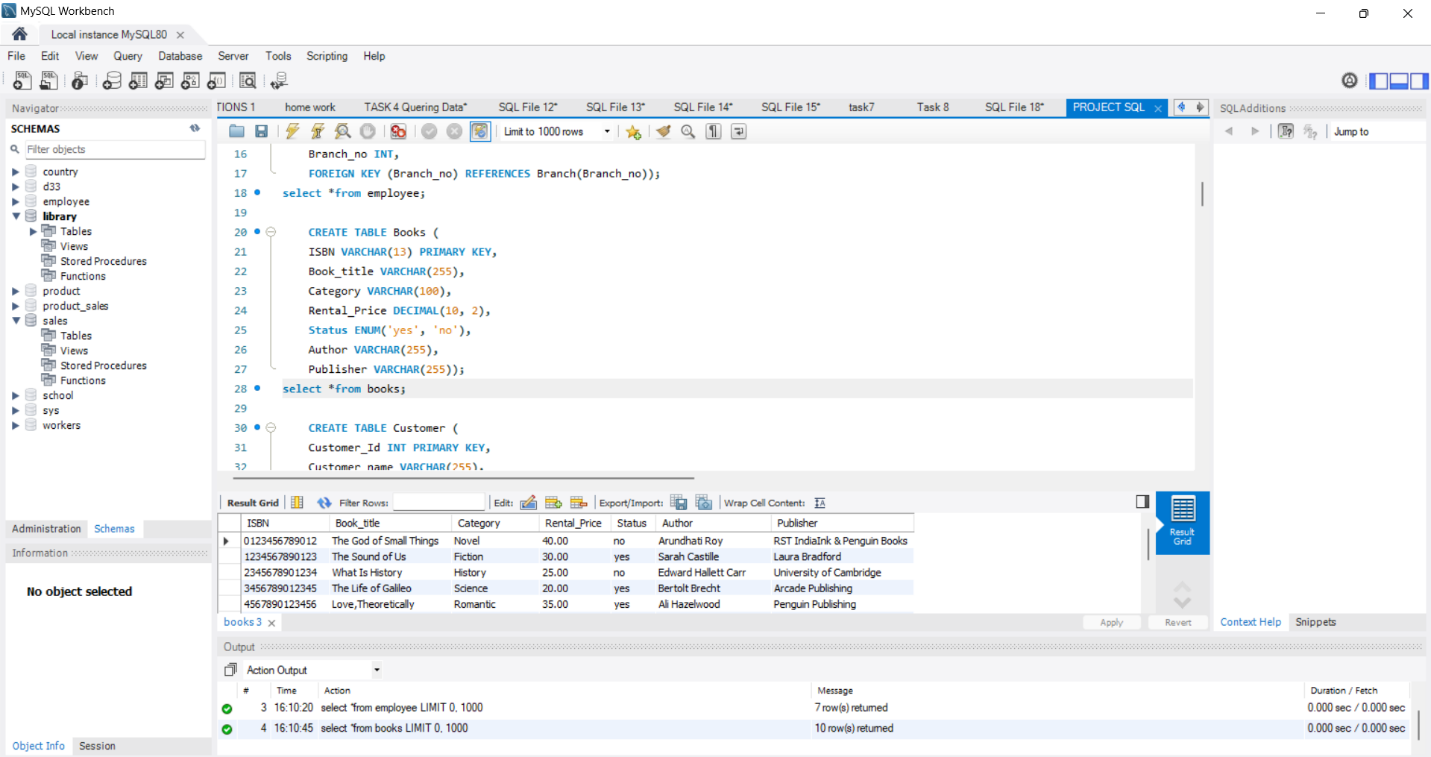 MySQL Workbench
Local instance MySQL80
File Edit View Query Database Server Tools Scripting Help
Navigator
SCHEMAS
Filter objects
country
d33
employee
library
Tables
Views
Stored Procedures
Functions
product
product_sales
sales
Tables
Views
Stored Procedures
Functions
school
sys
workers
Administration Schemas
Information
No object selected
Object Info Session
TIONS 1 home work TASK 4 Quering Data* SQL File 12* SQL File 13* SQL File 14* SQL File 15* task7 Task 8 SQL File 18* PROJECT SQL
Limit to 1000 rows
16 Branch_no INT,
17 FOREIGN KEY (Branch_no) REFERENCES Branch(Branch_no));
18 select *from employee;
19
20 CREATE TABLE Books (
21 ISBN VARCHAR(13) PRIMARY KEY,
22 Book_title VARCHAR(255),
23 Category VARCHAR(100),
24 Rental_Price DECIMAL(10, 2),
25 Status ENUM('yes', 'no'),
26 Author VARCHAR(255),
27 Publisher VARCHAR(255));
28 select *from books;
29
30 CREATE TABLE Customer (
31 Customer_Id INT PRIMARY KEY,
32 Customer_name VARCHAR(255),
Result Grid Filter Rows: Edit: Export/Import: Wrap Cell Content:
ISBN Book_title Category Rental_Price Status Author Publisher
0123456789012 The God of Small Things Novel 40.00 no Arundhati Roy RST IndiaInk & Penguin Books
1234567890123 The Sound of Us Fiction 30.00 yes Sarah Castille Laura Bradford
2345678901234 What Is History History 25.00 no Edward Hallett Carr University of Cambridge
3456789012345 The Life of Galileo Science 20.00 yes Bertolt Brecht Arcade Publishing
4567890123456 Love,Theoretically Romantic 35.00 yes Ali Hazelwood Penguin Publishing
Result Grid
books 3 Apply Revert
Output
Action Output
# Time Action Message Duration / Fetch
3 16:10:20 select *from employee LIMIT 0, 1000 7 row(s) returned 0.000 sec / 0.000 sec
4 16:10:45 select *from books LIMIT 0, 1000 10 row(s) returned 0.000 sec / 0.000 sec
SQLAdditions
Jump to
Context Help Snippets